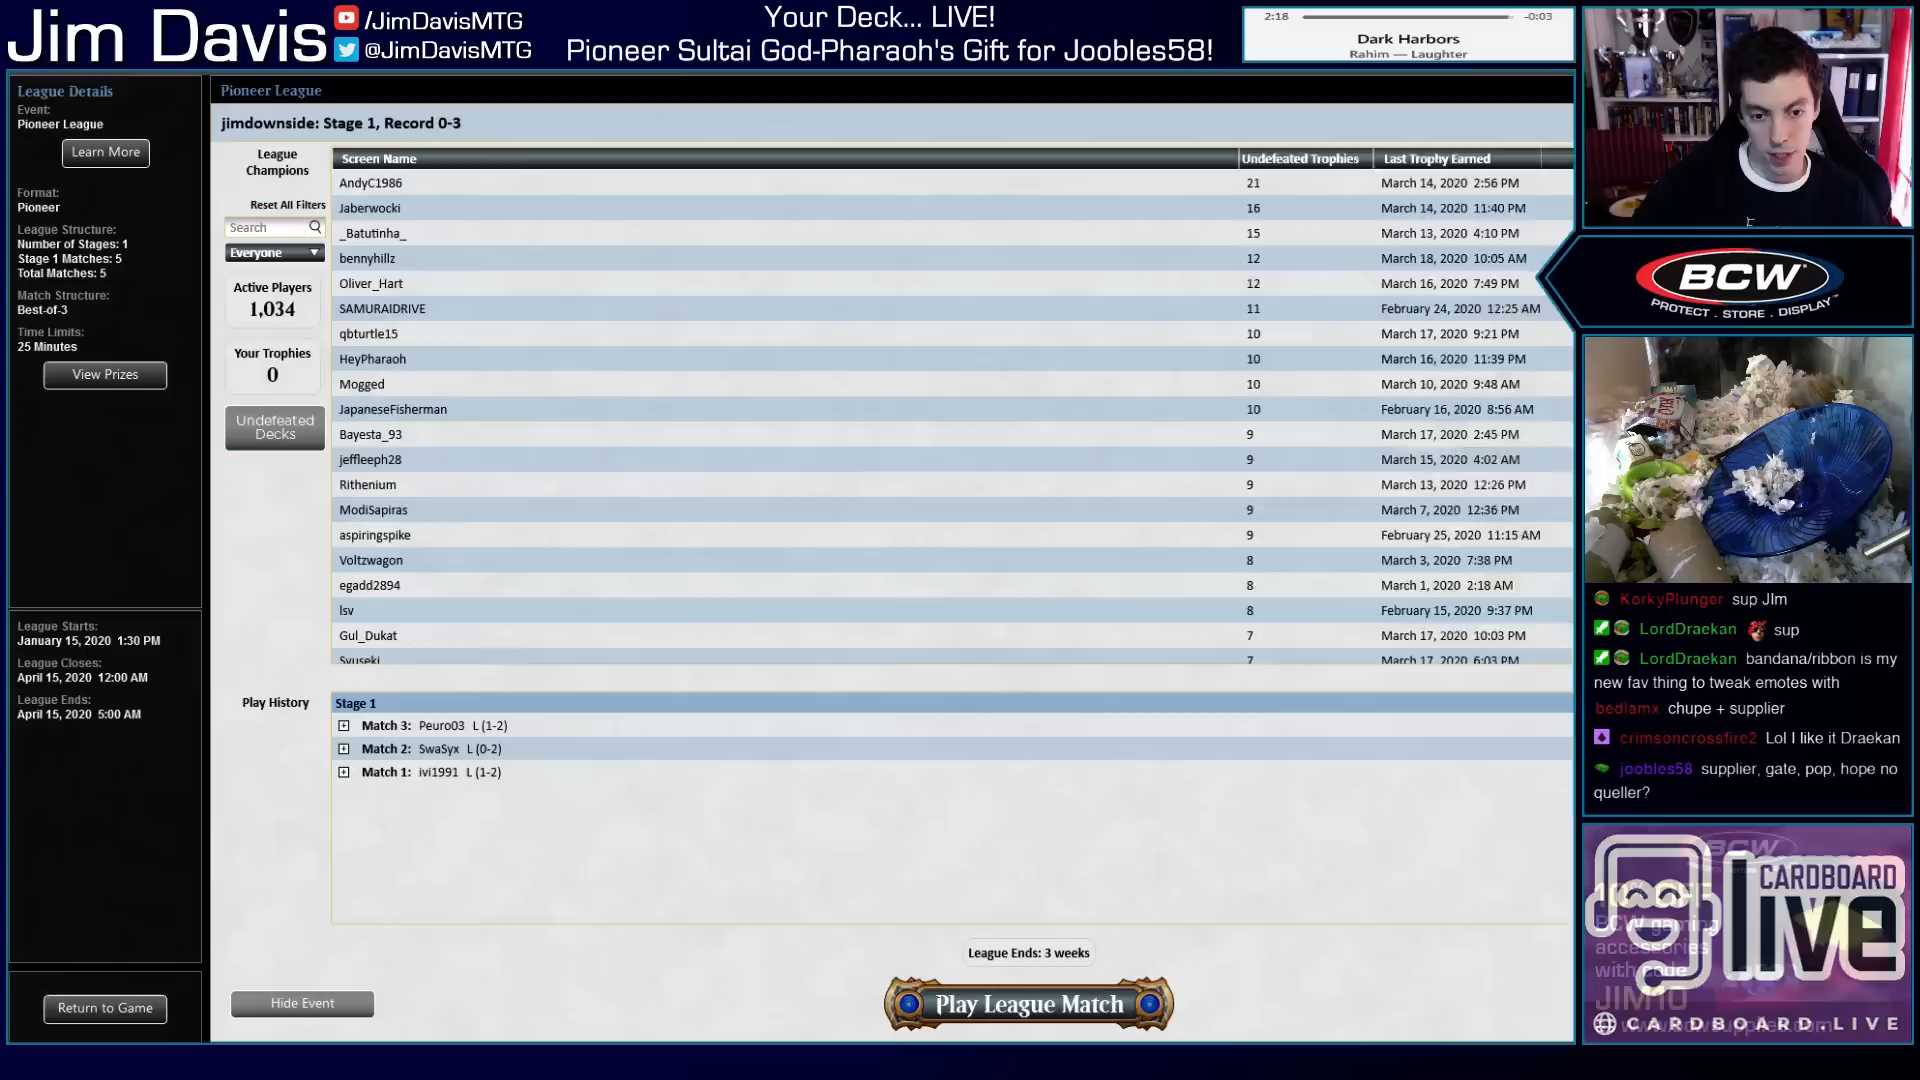 Jim Davis
/JimDavisMTG
@JimDavisMTG
Your Deck... LIVE!
Pioneer Sultai God-Pharaoh's Gift for Joobles58!
2:18 -0:03
Dark Harbors
Rahim — Laughter
League Details
Event:
Pioneer League
Learn More
Format:
Pioneer
League Structure:
Number of Stages: 1
Stage 1 Matches: 5
Total Matches: 5
Match Structure:
Best-of-3
Time Limits:
25 Minutes
View Prizes
League Starts:
January 15, 2020 1:30 PM
League Closes:
April 15, 2020 12:00 AM
League Ends:
April 15, 2020 5:00 AM
Return to Game
Pioneer League
jimdownside: Stage 1, Record 0-3
League
Champions
Reset All Filters
Search
Everyone
Active Players
1,034
Your Trophies
0
Undefeated
Decks
Screen Name Undefeated Trophies Last Trophy Earned
AndyC1986 21 March 14, 2020 2:56 PM
Jaberwocki 16 March 14, 2020 11:40 PM
_Batutinha_ 15 March 13, 2020 4:10 PM
bennyhillz 12 March 18, 2020 10:05 AM
Oliver_Hart 12 March 16, 2020 7:49 PM
SAMURAIDRIVE 11 February 24, 2020 12:25 AM
qbturtle15 10 March 17, 2020 9:21 PM
HeyPharaoh 10 March 16, 2020 11:39 PM
Mogged 10 March 10, 2020 9:48 AM
JapaneseFisherman 10 February 16, 2020 8:56 AM
Bayesta_93 9 March 17, 2020 2:45 PM
jeffleeph28 9 March 15, 2020 4:02 AM
Rithenium 9 March 13, 2020 12:26 PM
ModiSapiras 9 March 7, 2020 12:36 PM
aspiringspike 9 February 25, 2020 11:15 AM
Voltzwagon 8 March 3, 2020 7:38 PM
egadd2894 8 March 1, 2020 2:18 AM
lsv 8 February 15, 2020 9:37 PM
Gul_Dukat 7 March 17, 2020 10:03 PM
Syuseki 7 March 17, 2020 6:03 PM
Play History
Stage 1
Match 3: Peuro03 L (1-2)
Match 2: SwaSyx L (0-2)
Match 1: ivi1991 L (1-2)
League Ends: 3 weeks
Hide Event
Play League Match
BCW
PROTECT . STORE . DISPLAY™
KorkyPlunger sup JIm
LordDraekan sup
LordDraekan bandana/ribbon is my
new fav thing to tweak emotes with
bedlamx chupe + supplier
crimsoncrossfire2 Lol I like it Draekan
joobles58 supplier, gate, pop, hope no
queller?
BCW
CARDBOARD
live
BCW gaming
accessories
with code
JIM10
CARDBOARD.LIVE